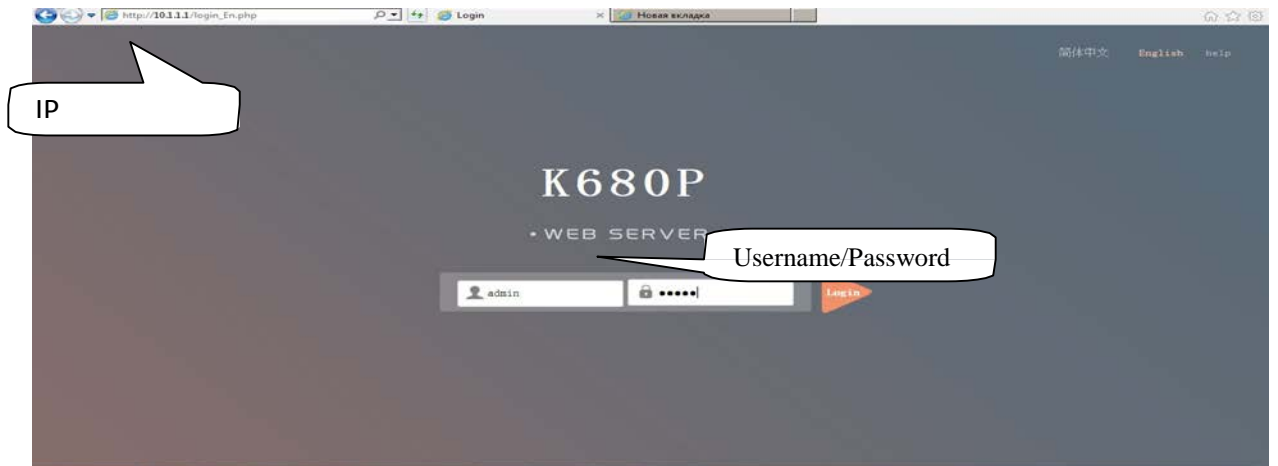 http://10.1.1.1/login_En.php
Login
Новая вкладка
简体中文 English help
IP
K680P
• WEB SERVER
Username/Password
admin
•••••
Login